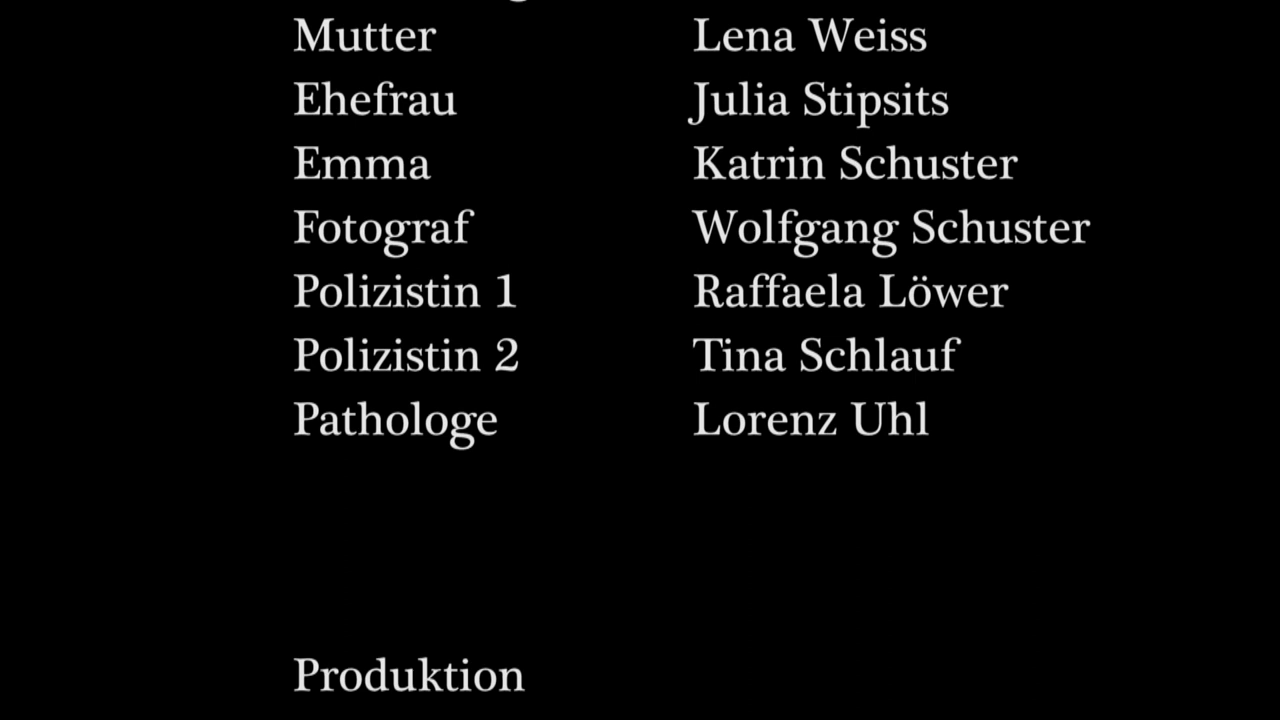 Mutter Lena Weiss
Ehefrau Julia Stipsits
Emma Katrin Schuster
Fotograf Wolfgang Schuster
Polizistin 1 Raffaela Löwer
Polizistin 2 Tina Schlauf
Pathologe Lorenz Uhl
Produktion